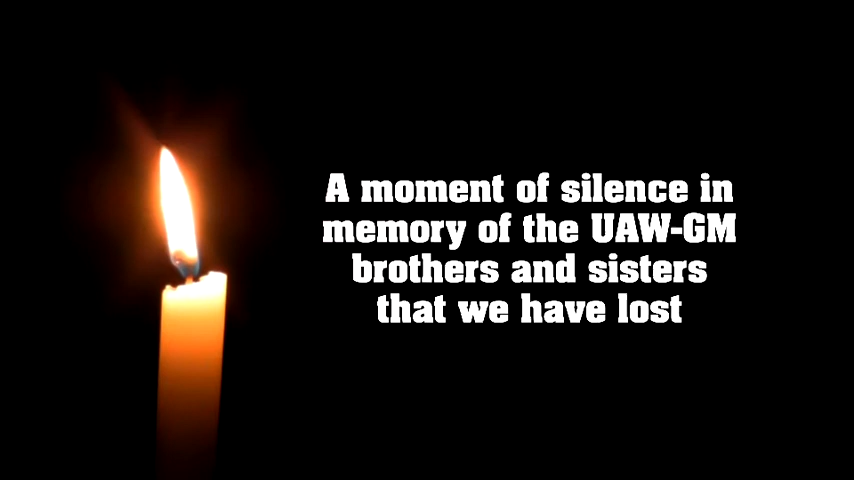 A moment of silence in
memory of the UAW-GM
brothers and sisters
that we have lost